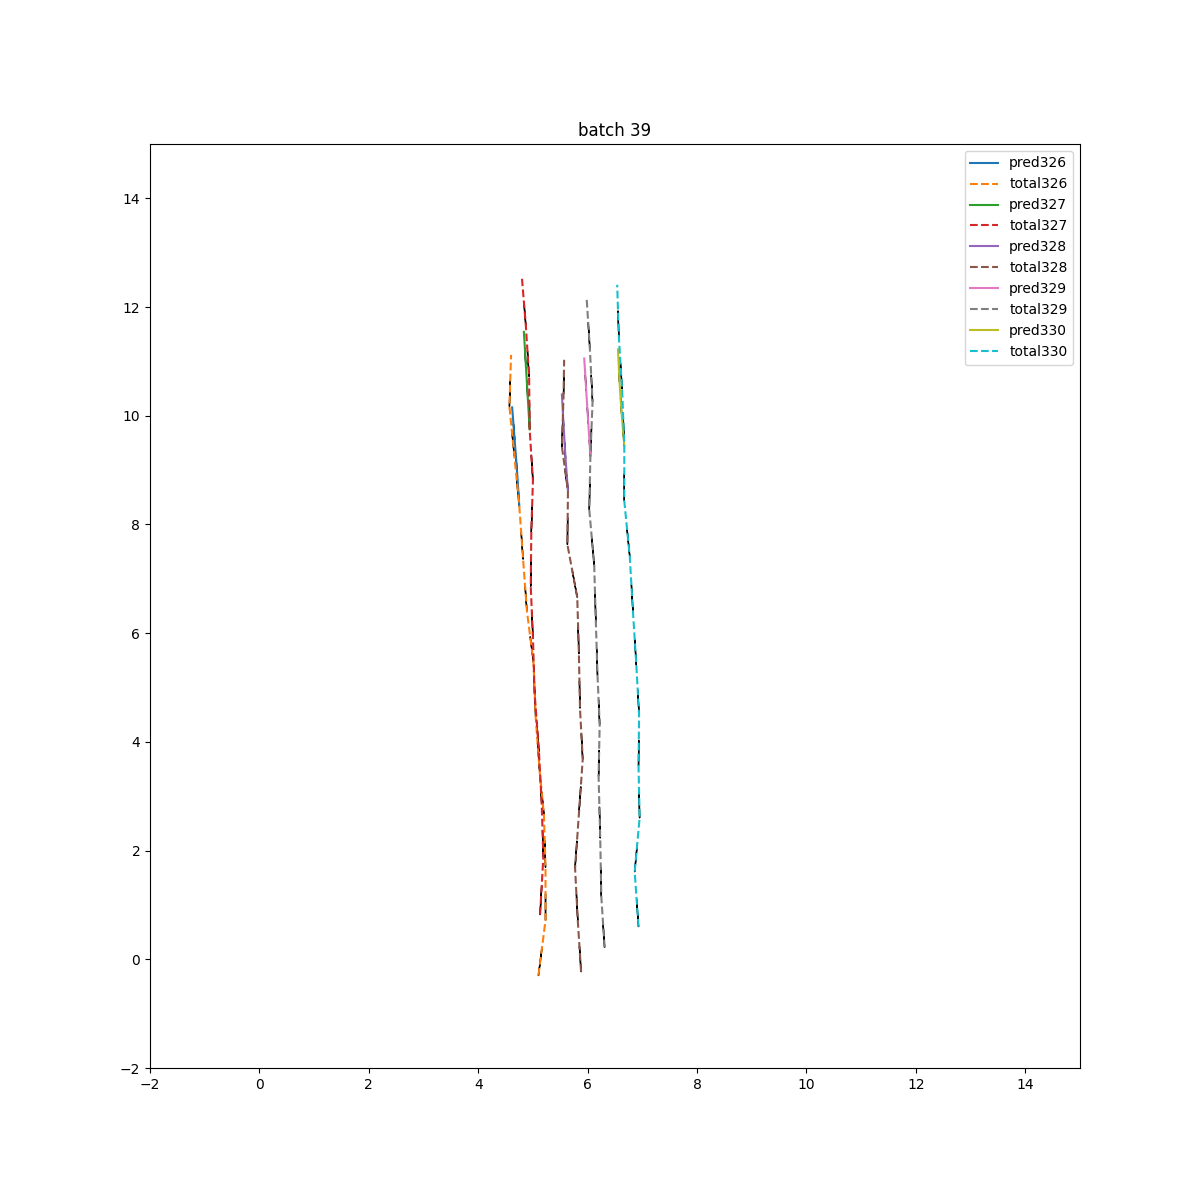 batch 39
pred326
total326
pred327
total327
pred328
total328
pred329
total329
pred330
total330
14
12
10
8
6
4
2
0
−2
−2 0 2 4 6 8 10 12 14